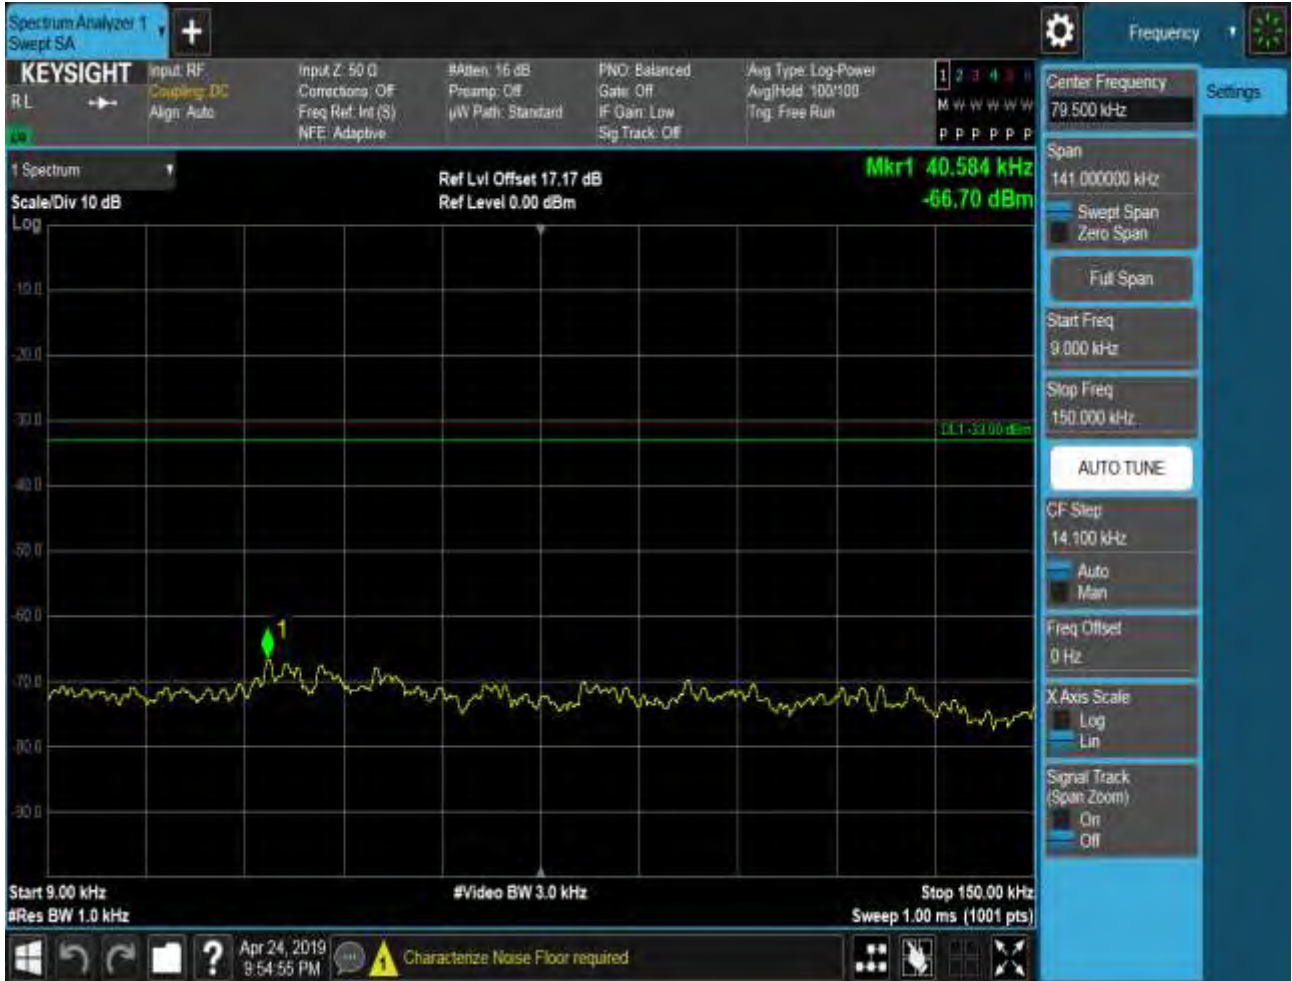 Spectrum Analyzer 1
Swept SA
Frequency
KEYSIGHT
RL
Input: RF
Coupling: DC
Align: Auto
Input Z: 50 Ω
Corrections: Off
Freq Ref: Int (S)
NFE: Adaptive
#Atten: 16 dB
Preamp: Off
µW Path: Standard
PNO: Balanced
Gate: Off
IF Gain: Low
Sig Track: Off
Avg Type: Log-Power
Avg|Hold: 100/100
Trig: Free Run
1 2 3 4 5 6
M W W W W W
P P P P P P
1 Spectrum
Scale/Div 10 dB
Log
Ref Lvl Offset 17.17 dB
Ref Level 0.00 dBm
Mkr1 40.584 kHz
-66.70 dBm
-10.0
-20.0
-30.0
DL1 -33.00 dBm
-40.0
-50.0
-60.0
1
-70.0
-80.0
-90.0
Start 9.00 kHz
#Res BW 1.0 kHz
#Video BW 3.0 kHz
Stop 150.00 kHz
Sweep 1.00 ms (1001 pts)
Center Frequency
79.500 kHz
Settings
Span
141.000000 kHz
Swept Span
Zero Span
Full Span
Start Freq
9.000 kHz
Stop Freq
150.000 kHz
AUTO TUNE
CF Step
14.100 kHz
Auto
Man
Freq Offset
0 Hz
X Axis Scale
Log
Lin
Signal Track
(Span Zoom)
On
Off
?
Apr 24, 2019
9:54:55 PM
Characterize Noise Floor required